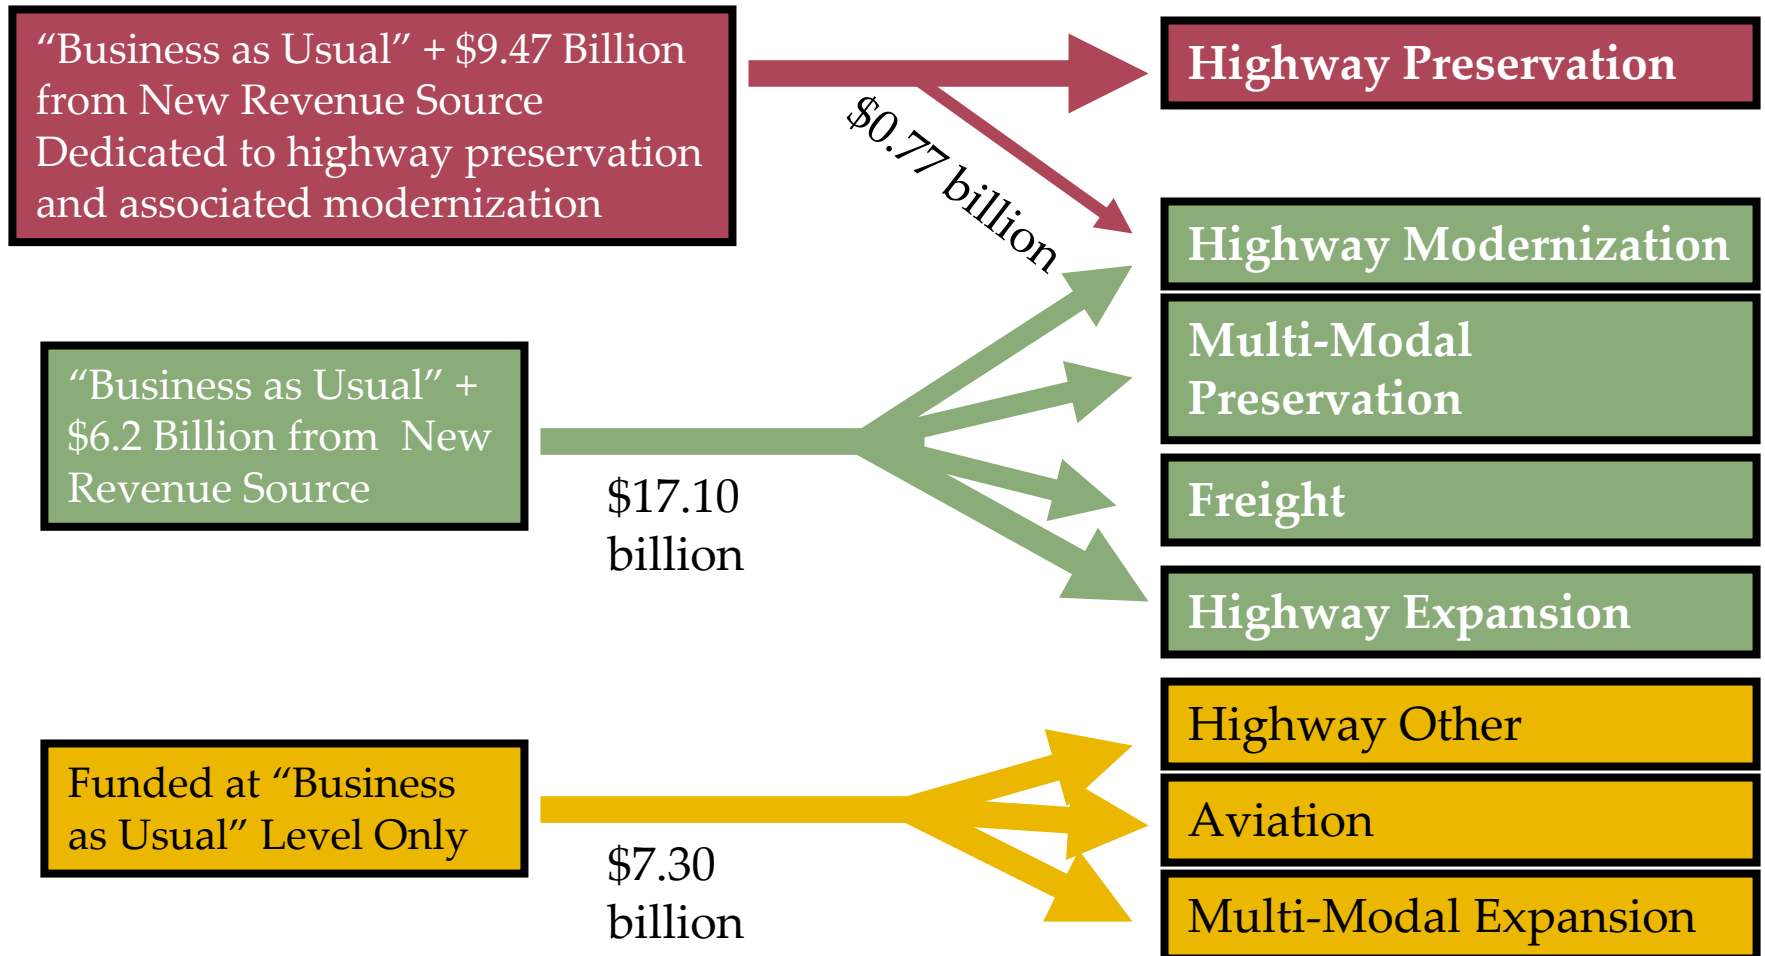 “Business as Usual” + $9.47 Billion
from New Revenue Source
Dedicated to highway preservation
and associated modernization
$0.77 billion
Highway Preservation
Highway Modernization
Multi-Modal
Preservation
Freight
Highway Expansion
“Business as Usual” +
$6.2 Billion from New
Revenue Source
$17.10
billion
Funded at “Business
as Usual” Level Only
$7.30
billion
Highway Other
Aviation
Multi-Modal Expansion